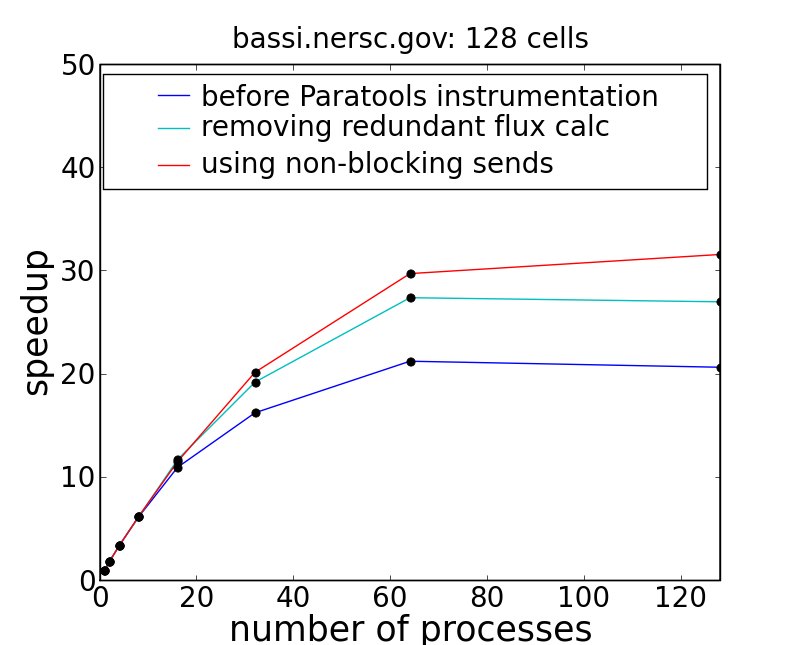 bassi.nersc.gov: 128 cells
50
before Paratools instrumentation
removing redundant flux calc
using non-blocking sends
40
30
20
10
0
speedup
0 20 40 60 80 100 120
number of processes